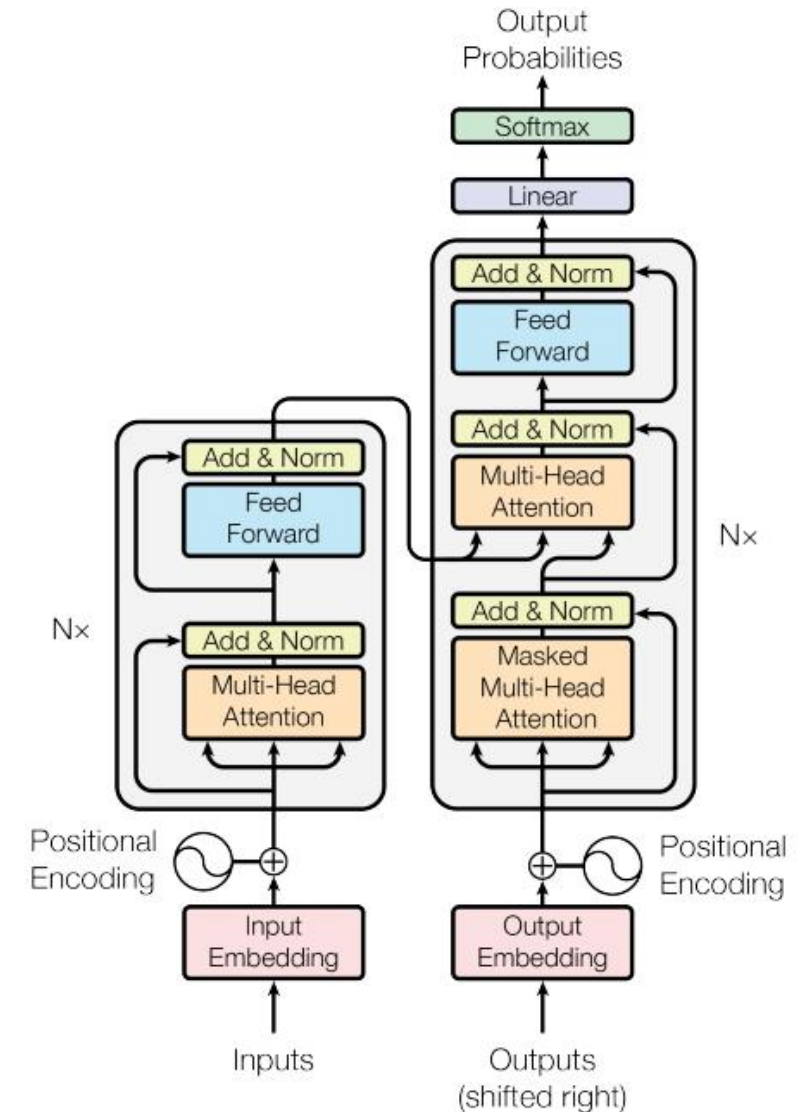 Output
Probabilities
Softmax
Linear
Add & Norm
Feed
Forward
Add & Norm
Multi-Head
Attention
Nx
Add & Norm
Masked
Multi-Head
Attention
Add & Norm
Feed
Forward
Nx
Add & Norm
Multi-Head
Attention
Positional
Encoding
Positional
Encoding
Input
Embedding
Output
Embedding
Inputs
Outputs
(shifted right)